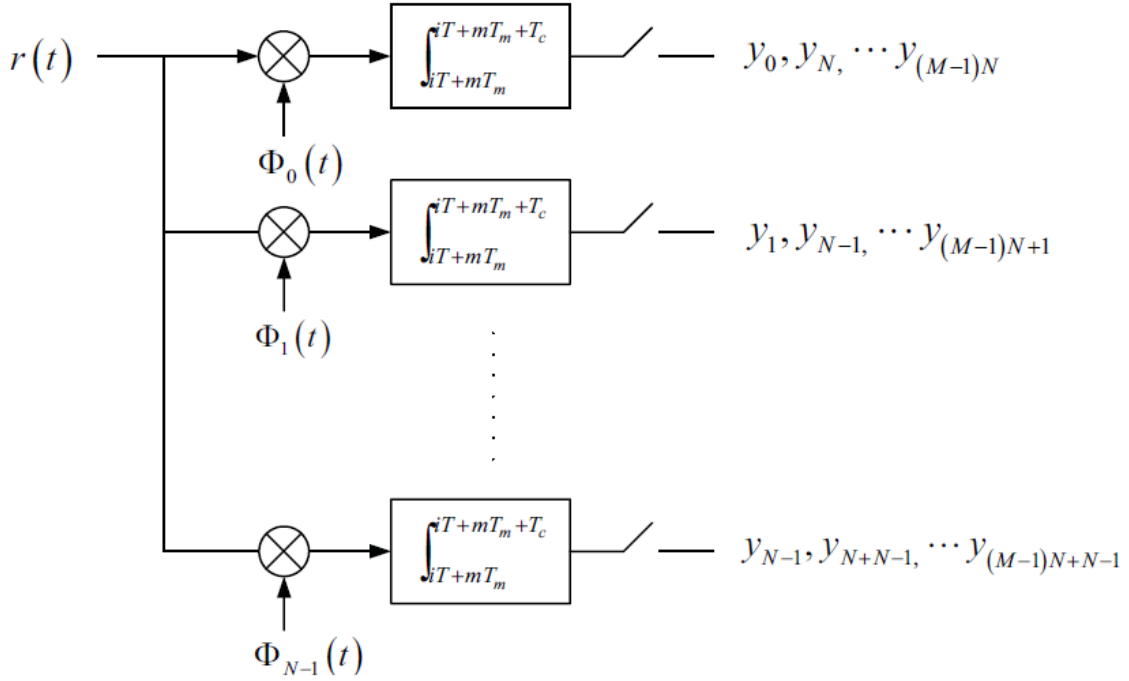 r(t)
∫_{iT+mT_m}^{iT+mT_m+T_c}
y_0, y_{N,} ⋯ y_{(M−1)N}
Φ_0(t)
∫_{iT+mT_m}^{iT+mT_m+T_c}
y_1, y_{N−1,} ⋯ y_{(M−1)N+1}
Φ_1(t)
∫_{iT+mT_m}^{iT+mT_m+T_c}
y_{N−1}, y_{N+N−1,} ⋯ y_{(M−1)N+N−1}
Φ_{N−1}(t)